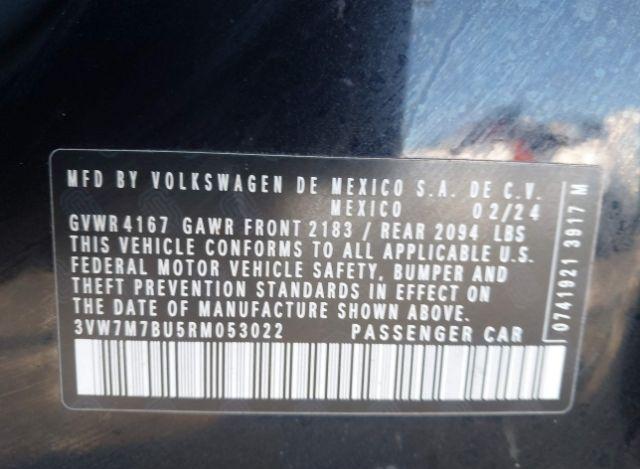 MFD BY VOLKSWAGEN DE MEXICO S.A. DE C.V.
MEXICO 02/24
GVWR 4167 GAWR FRONT 2183 / REAR 2094 LBS
THIS VEHICLE CONFORMS TO ALL APPLICABLE U.S.
FEDERAL MOTOR VEHICLE SAFETY, BUMPER AND
THEFT PREVENTION STANDARDS IN EFFECT ON
THE DATE OF MANUFACTURE SHOWN ABOVE.
3VW7M7BU5RM053022 PASSENGER CAR
0741921 3917 M